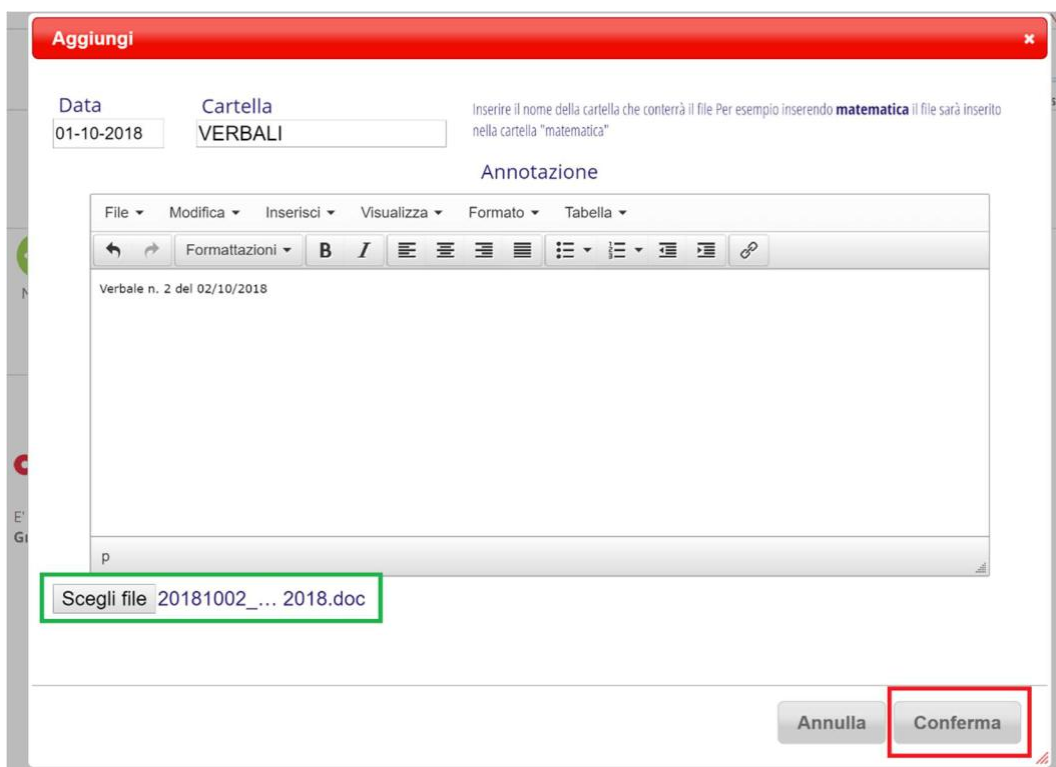 Aggiungi
Data
Cartella
Inserire il nome della cartella che conterrà il file Per esempio inserendo matematica il file sarà inserito
nella cartella "matematica"
01-10-2018
VERBALI
Annotazione
File Modifica Inserisci Visualizza Formato Tabella
Formattazioni B I
Verbale n. 2 del 02/10/2018
p
Scegli file 20181002_... 2018.doc
Annulla Conferma
E'